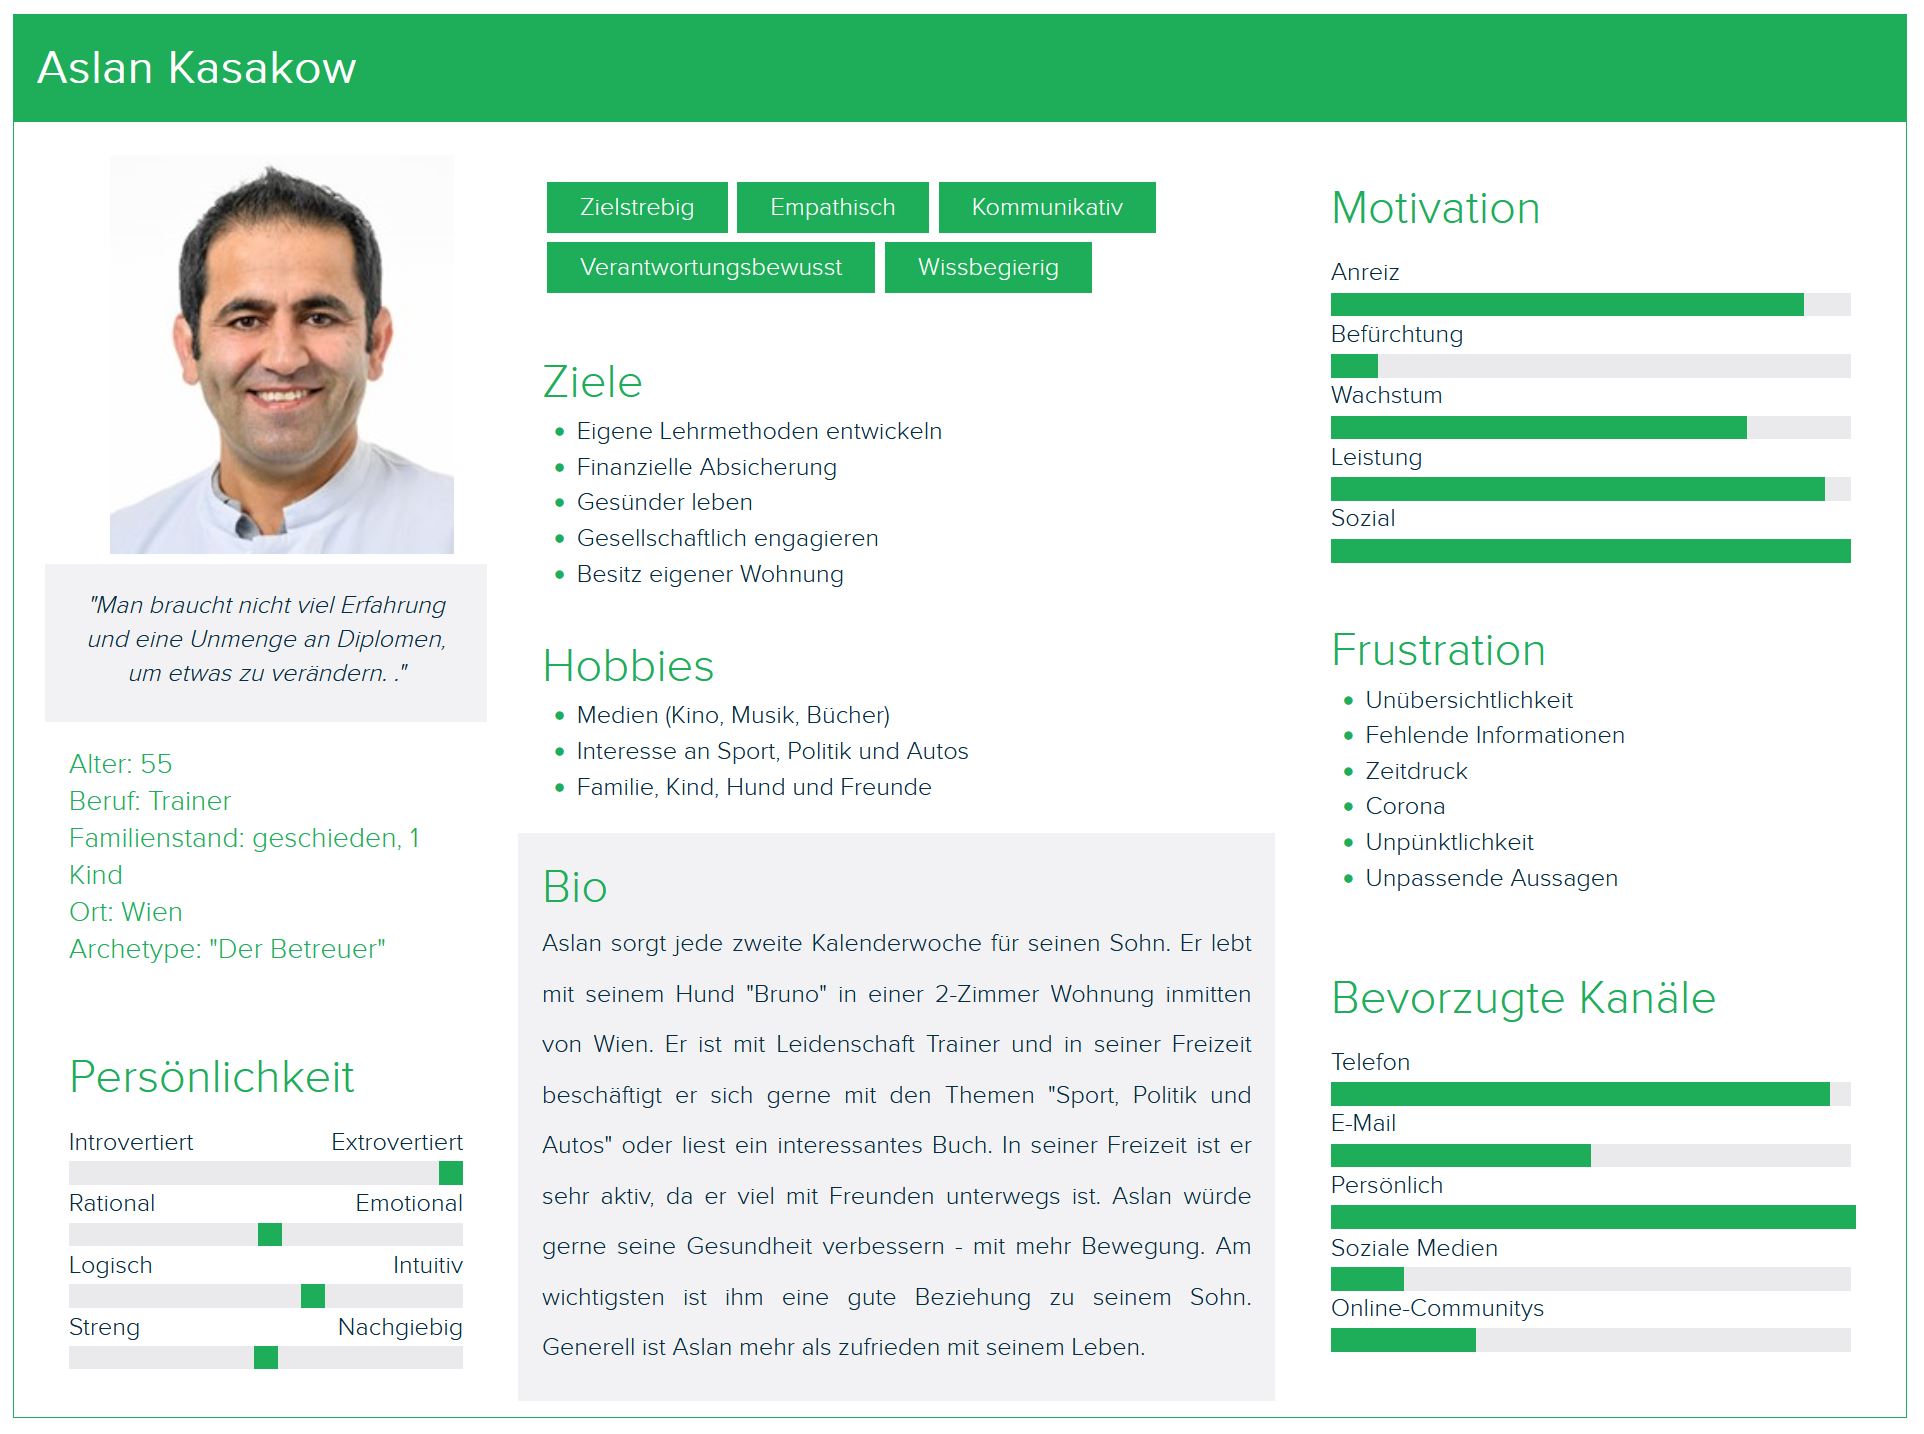 Aslan Kasakow
"Man braucht nicht viel Erfahrung
und eine Unmenge an Diplomen,
um etwas zu verändern. ."
Alter: 55
Beruf: Trainer
Familienstand: geschieden, 1
Kind
Ort: Wien
Archetype: "Der Betreuer"
Persönlichkeit
Introvertiert Extrovertiert
Rational Emotional
Logisch Intuitiv
Streng Nachgiebig
Zielstrebig Empathisch Kommunikativ
Verantwortungsbewusst Wissbegierig
Ziele
Eigene Lehrmethoden entwickeln
Finanzielle Absicherung
Gesünder leben
Gesellschaftlich engagieren
Besitz eigener Wohnung
Hobbies
Medien (Kino, Musik, Bücher)
Interesse an Sport, Politik und Autos
Familie, Kind, Hund und Freunde
Bio
Aslan sorgt jede zweite Kalenderwoche für seinen Sohn. Er lebt
mit seinem Hund "Bruno" in einer 2-Zimmer Wohnung inmitten
von Wien. Er ist mit Leidenschaft Trainer und in seiner Freizeit
beschäftigt er sich gerne mit den Themen "Sport, Politik und
Autos" oder liest ein interessantes Buch. In seiner Freizeit ist er
sehr aktiv, da er viel mit Freunden unterwegs ist. Aslan würde
gerne seine Gesundheit verbessern - mit mehr Bewegung. Am
wichtigsten ist ihm eine gute Beziehung zu seinem Sohn.
Generell ist Aslan mehr als zufrieden mit seinem Leben.
Motivation
Anreiz
Befürchtung
Wachstum
Leistung
Sozial
Frustration
Unübersichtlichkeit
Fehlende Informationen
Zeitdruck
Corona
Unpünktlichkeit
Unpassende Aussagen
Bevorzugte Kanäle
Telefon
E-Mail
Persönlich
Soziale Medien
Online-Communitys